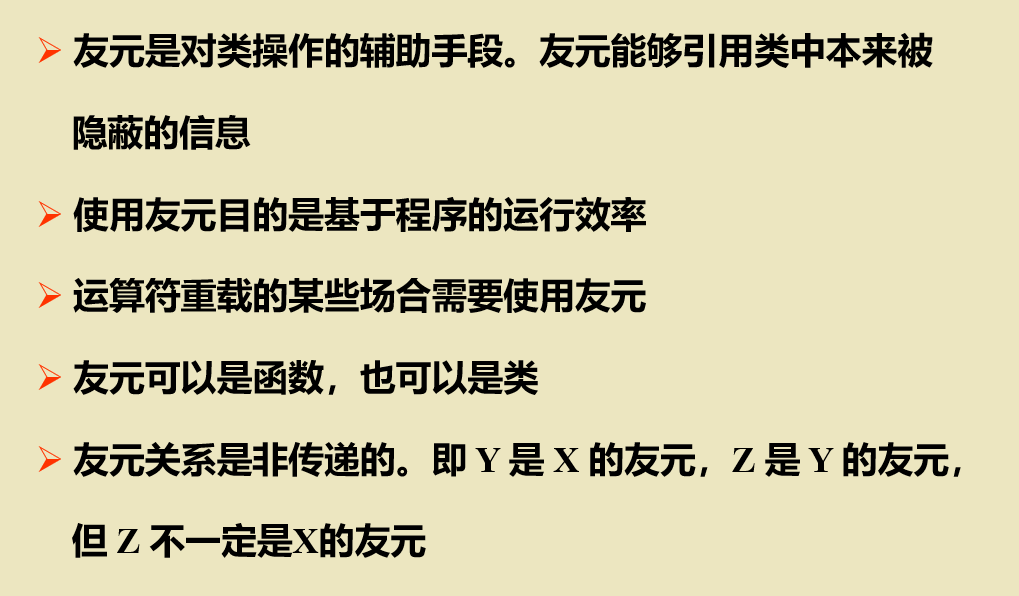 ➢ 友元是对类操作的辅助手段。友元能够引用类中本来被
隐蔽的信息
➢ 使用友元目的是基于程序的运行效率
➢ 运算符重载的某些场合需要使用友元
➢ 友元可以是函数，也可以是类
➢ 友元关系是非传递的。即 Y 是 X 的友元，Z 是 Y 的友元，
但 Z 不一定是X的友元